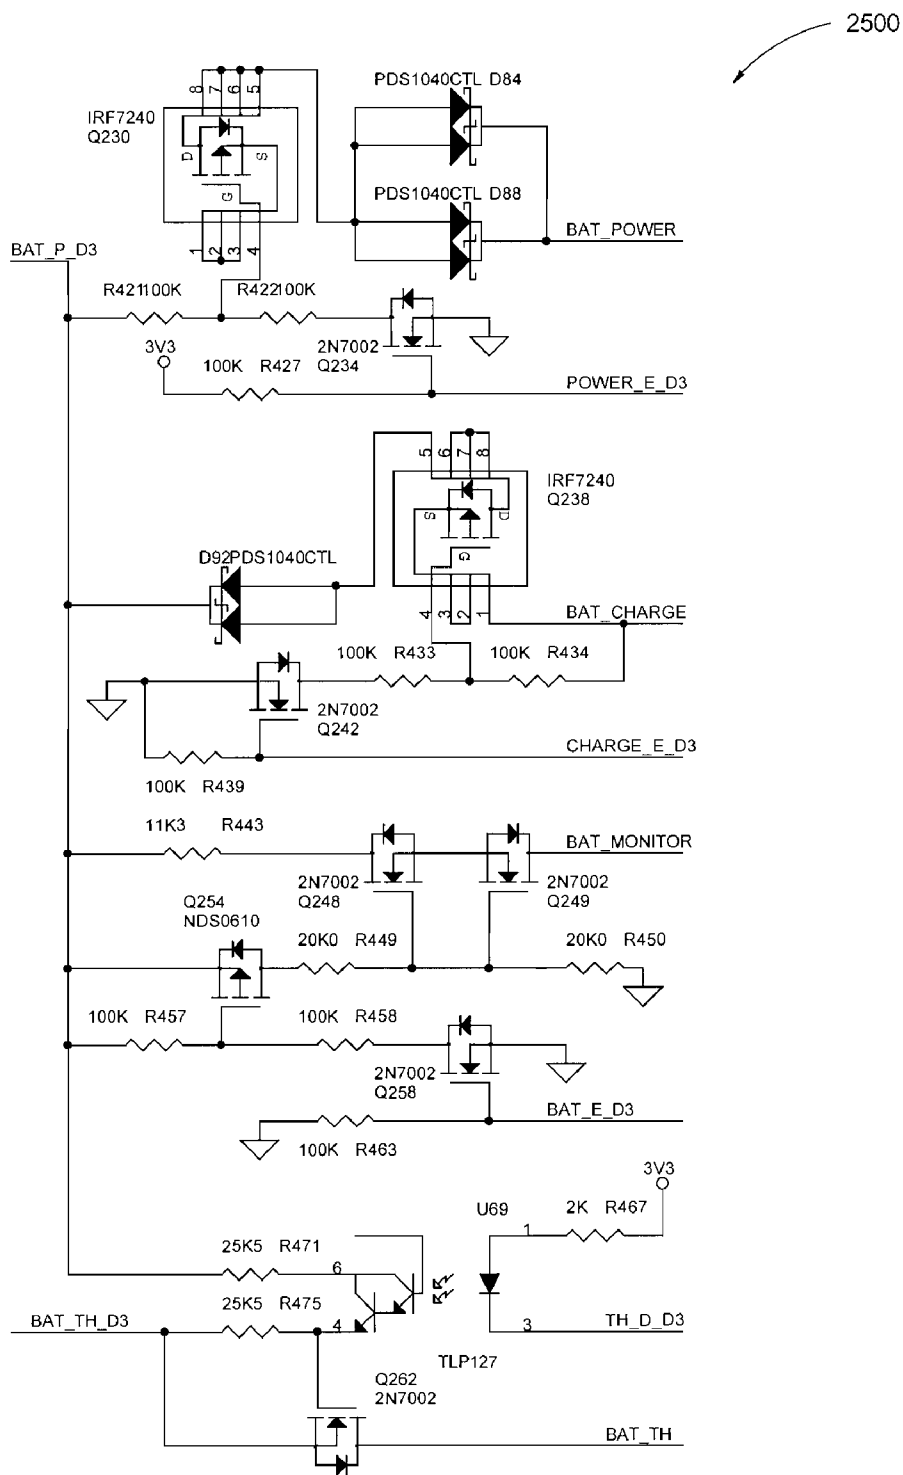 2500
PDS1040CTL D84
8 7 6 5
IRF7240
Q230
D S
G
PDS1040CTL D88
1 2 3 4
BAT_POWER
BAT_P_D3
R421100K R422100K
3V3
2N7002
Q234
100K R427
POWER_E_D3
5 6 7 8
IRF7240
Q238
S D
G
D92PDS1040CTL
4 3 2 1
BAT_CHARGE
100K R433 100K R434
2N7002
Q242
CHARGE_E_D3
100K R439
11K3 R443
BAT_MONITOR
2N7002
Q248
2N7002
Q249
Q254
NDS0610
20K0 R449 20K0 R450
100K R457 100K R458
2N7002
Q258
BAT_E_D3
100K R463
3V3
U69 2K R467
1
25K5 R471
6
25K5 R475
BAT_TH_D3 4 3 TH_D_D3
TLP127
Q262
2N7002
BAT_TH